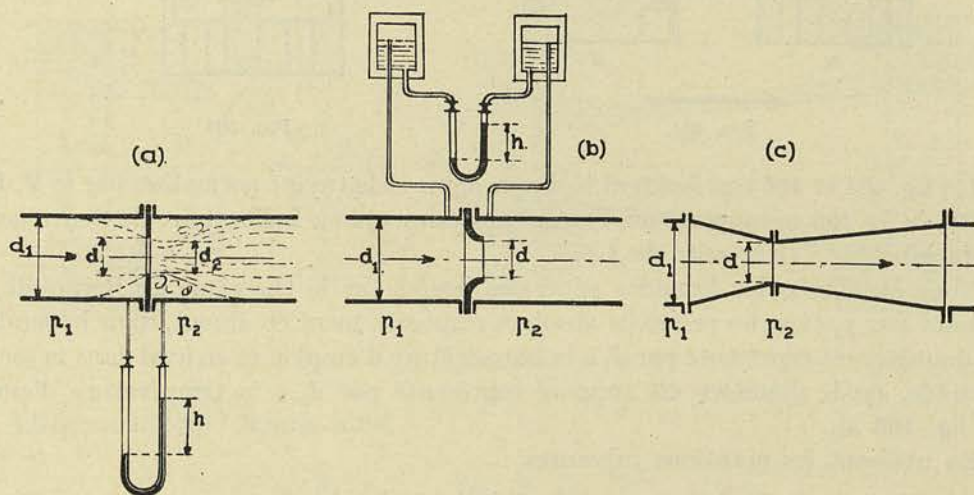 h
(a).
(b)
(c)
d₁ d d₂
d₁ d
d₁ d
p₁ p₂
p₁ p₂
p₁ p₂
h